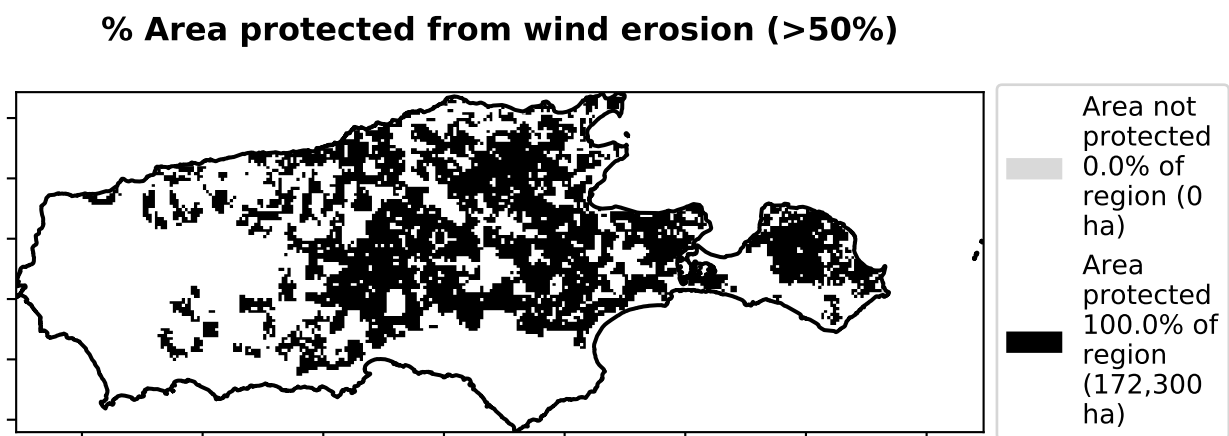 % Area protected from wind erosion (>50%)
Area not
protected
0.0% of
region (0
ha)
Area
protected
100.0% of
region
(172,300
ha)